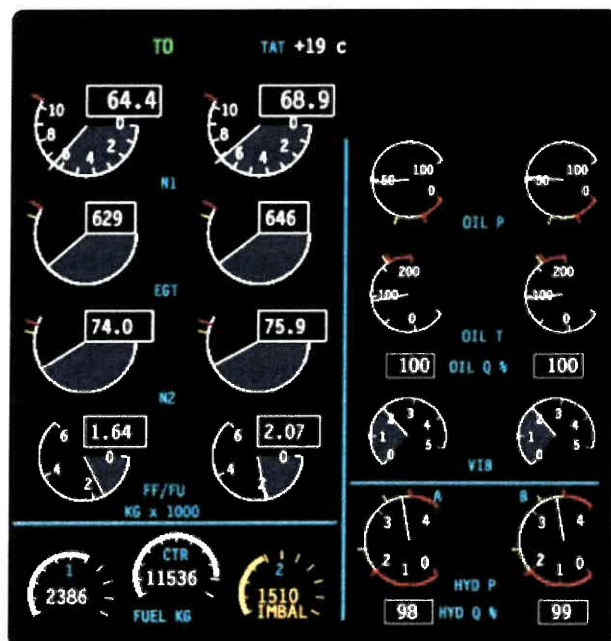 TO TAT +19 c
64.4 68.9
10 8 6 4 2 0 10 8 6 4 2 0
N1
629 646
EGT
74.0 75.9
N2
1.64 2.07
6 4 2 0 6 4 2 0
FF/FU
KG x 1000
1 CTR 2
2386 11536 1510
IMBAL
FUEL KG
100 50 0 100 50 0
OIL P
200 100 0 200 100 0
OIL T
100 OIL Q % 100
0 1 2 3 4 5 0 1 2 3 4 5
VIB
A B
4 3 2 1 0 4 3 2 1 0
HYD P
98 HYD Q % 99